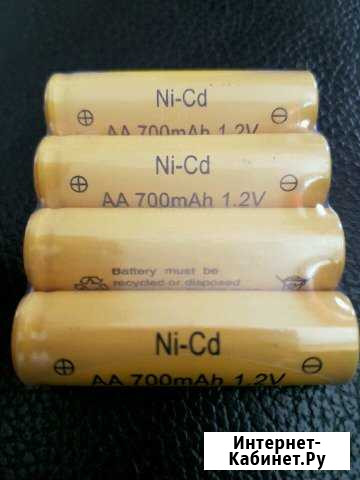 Ni-Cd
AA 700mAh 1.2V
Ni-Cd
AA 700mAh 1.2V
Battery must be
recycled or disposed
Ni-Cd
AA 700mAh 1.2V
Интернет-
Кабинет.Ру